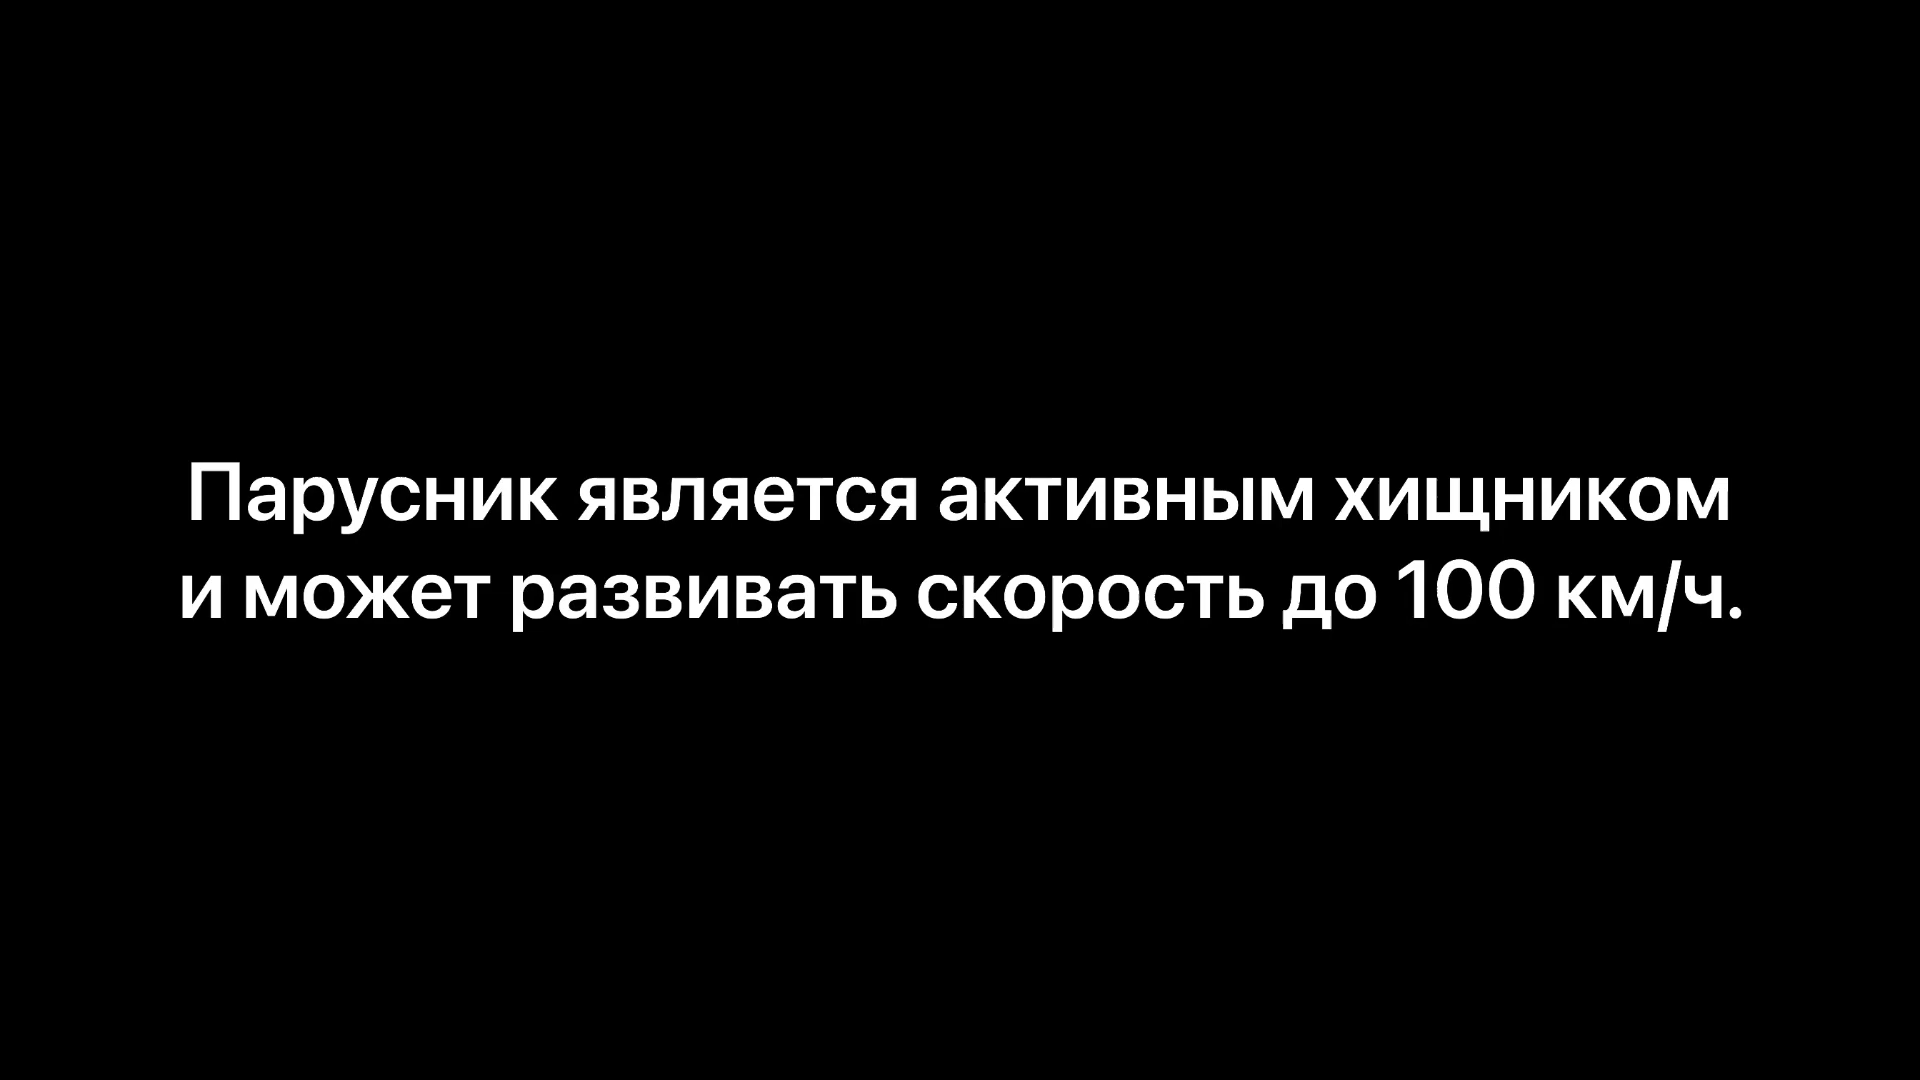 Парусник является активным хищником
и может развивать скорость до 100 км/ч.